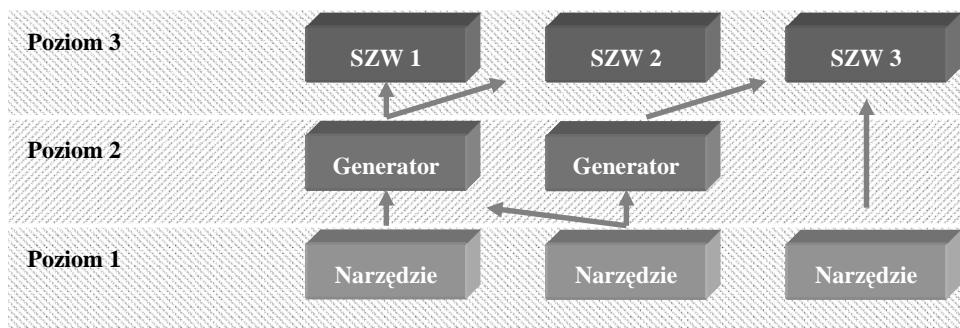 Poziom 3
SZW 1
SZW 2
SZW 3
Poziom 2
Generator
Generator
Poziom 1
Narzędzie
Narzędzie
Narzędzie